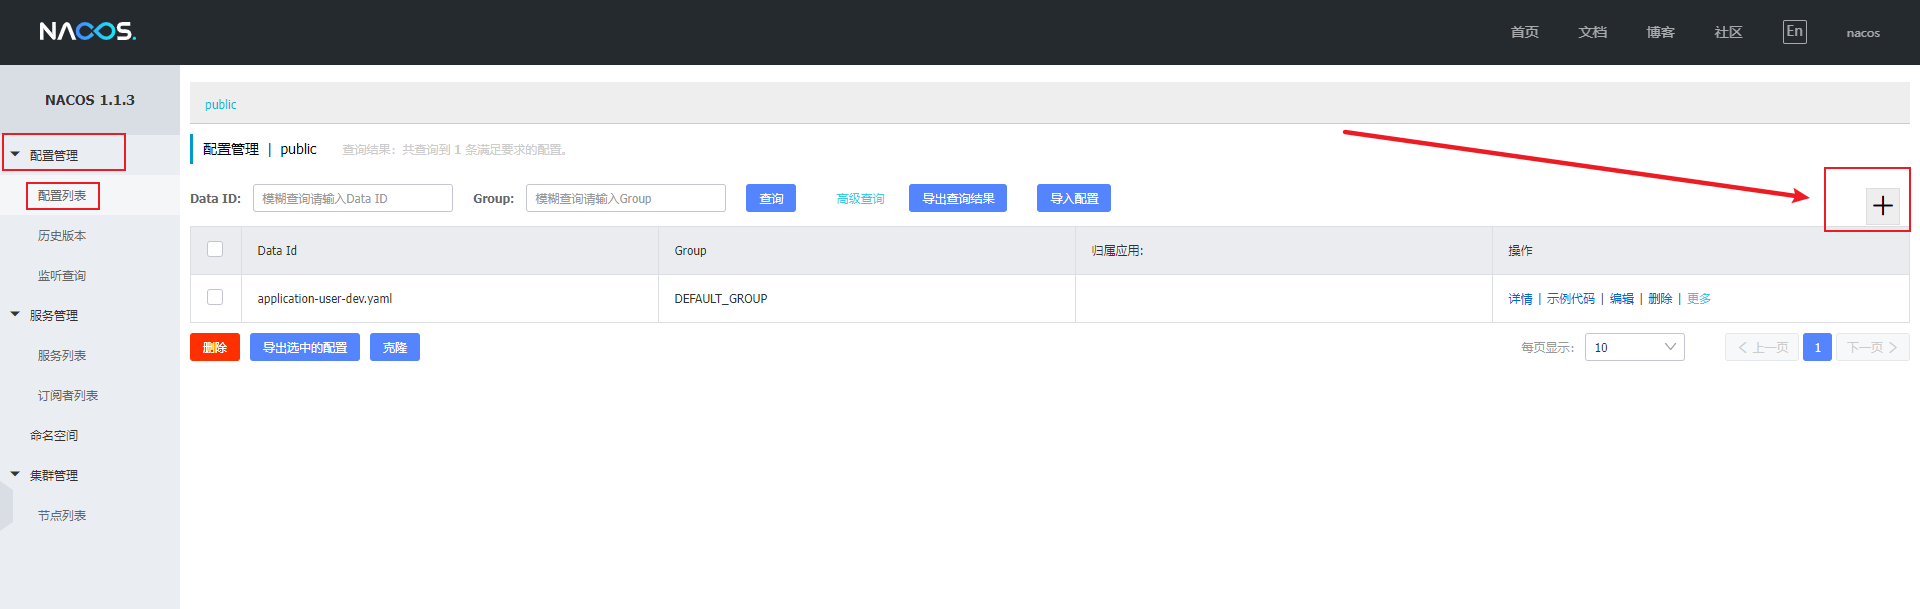 NACOS.
首页 文档 博客 社区 En nacos
NACOS 1.1.3
配置管理
配置列表
历史版本
监听查询
服务管理
服务列表
订阅者列表
命名空间
集群管理
节点列表
public
配置管理 | public 查询结果：共查询到 1 条满足要求的配置。
Data ID: 模糊查询请输入Data ID Group: 模糊查询请输入Group 查询 高级查询 导出查询结果 导入配置
Data Id Group 归属应用: 操作
application-user-dev.yaml DEFAULT_GROUP 详情 | 示例代码 | 编辑 | 删除 | 更多
删除 导出选中的配置 克隆 每页显示: 10 上一页 1 下一页